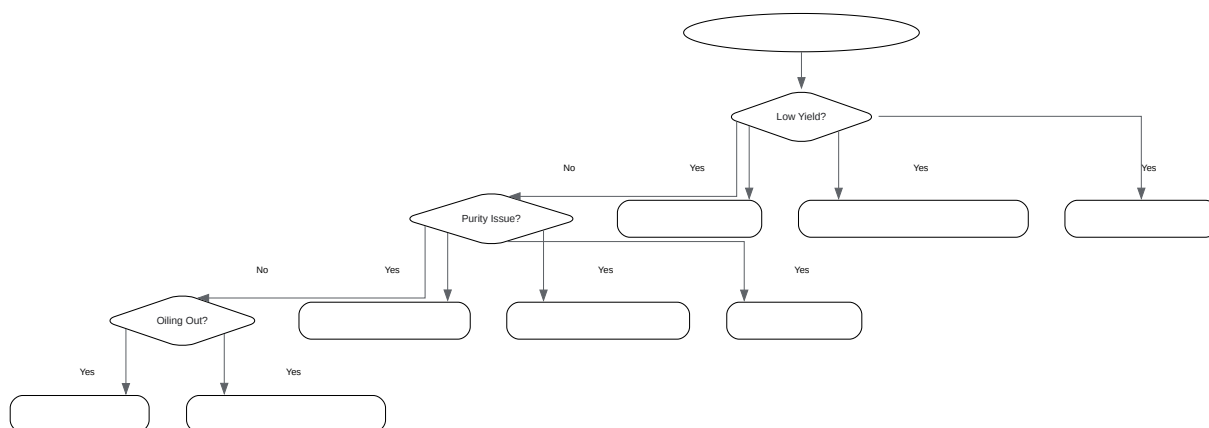 Low Yield?
No
Yes
Yes
Yes
Purity Issue?
No
Yes
Yes
Yes
Oiling Out?
Yes
Yes